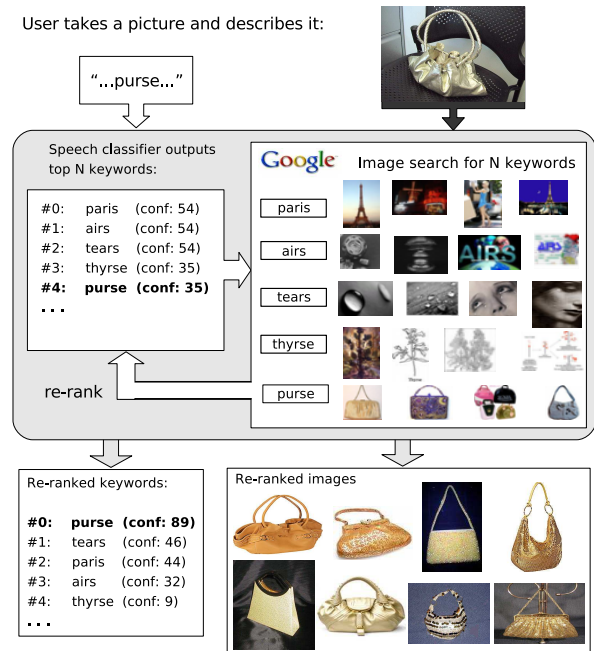 User takes a picture and describes it:
“...purse...”
Speech classifier outputs
top N keywords:
#0: paris (conf: 54)
#1: airs (conf: 54)
#2: tears (conf: 54)
#3: thyrse (conf: 35)
#4: purse (conf: 35)
...
re-rank
Google Image search for N keywords
paris
airs
AIRS
AIRS
tears
thyrse
purse
Re-ranked keywords:
#0: purse (conf: 89)
#1: tears (conf: 46)
#2: paris (conf: 44)
#3: airs (conf: 32)
#4: thyrse (conf: 9)
...
Re-ranked images